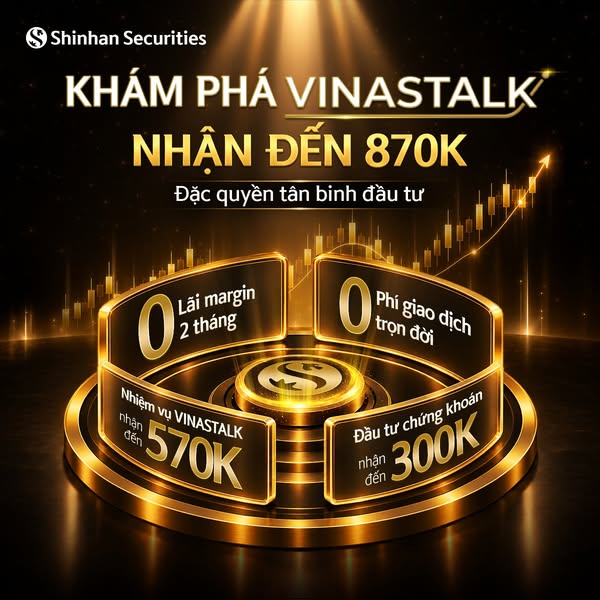 Shinhan Securities
KHÁM PHÁ VINASTALK
NHẬN ĐẾN 870K
Đặc quyền tân binh đầu tư
0 Lãi margin
2 tháng
0 Phí giao dịch
trọn đời
Nhiệm vụ VINASTALK
nhận đến 570K
Đầu tư chứng khoán
nhận đến 300K